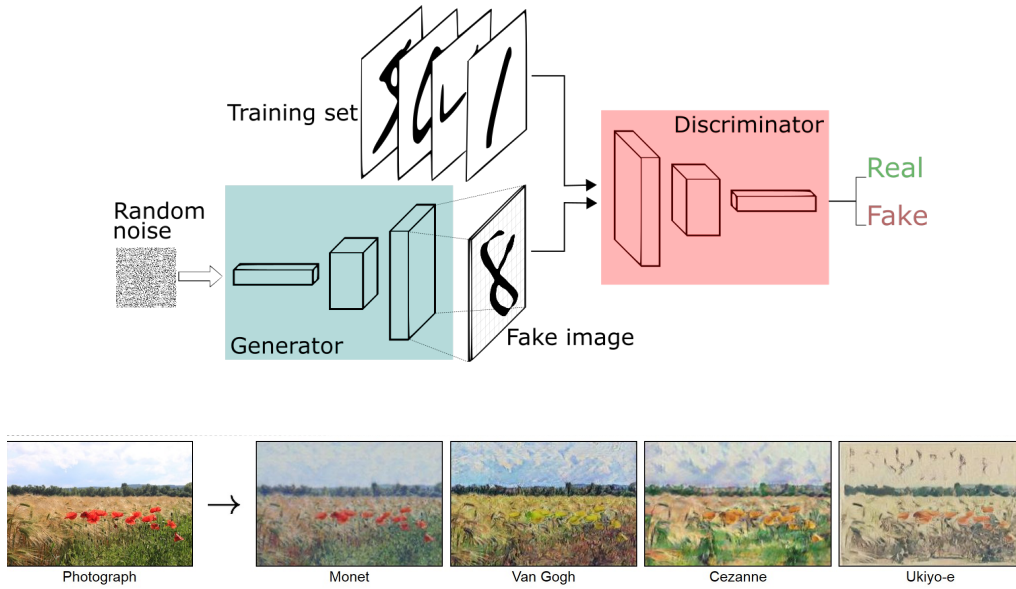 Training set
Discriminator
Real
Fake
Random
noise
Generator
Fake image
Photograph
Monet
Van Gogh
Cezanne
Ukiyo-e